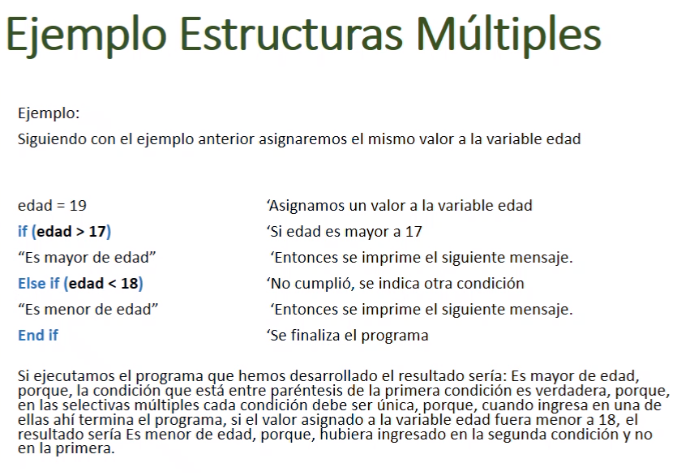 Ejemplo Estructuras Múltiples
Ejemplo:
Siguiendo con el ejemplo anterior asignaremos el mismo valor a la variable edad
edad = 19 ‘Asignamos un valor a la variable edad
if (edad > 17) ‘Si edad es mayor a 17
“Es mayor de edad” ‘Entonces se imprime el siguiente mensaje.
Else if (edad < 18) ‘No cumplió, se indica otra condición
“Es menor de edad” ‘Entonces se imprime el siguiente mensaje.
End if ‘Se finaliza el programa
Si ejecutamos el programa que hemos desarrollado el resultado sería: Es mayor de edad,
porque, la condición que está entre paréntesis de la primera condición es verdadera, porque,
en las selectivas múltiples cada condición debe ser única, porque, cuando ingresa en una de
ellas ahí termina el programa, si el valor asignado a la variable edad fuera menor a 18, el
resultado sería Es menor de edad, porque, hubiera ingresado en la segunda condición y no
en la primera.